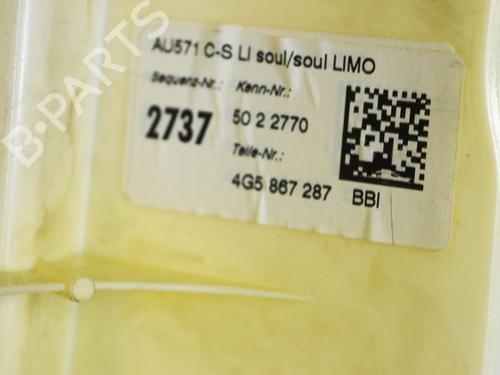 AU571 C-S LI soul/soul LIMO
Sequenz-Nr.: Kenn-Nr.:
2737 50 2 2770
Teile-Nr.:
4G5 867 287 BBI
B-PARTS